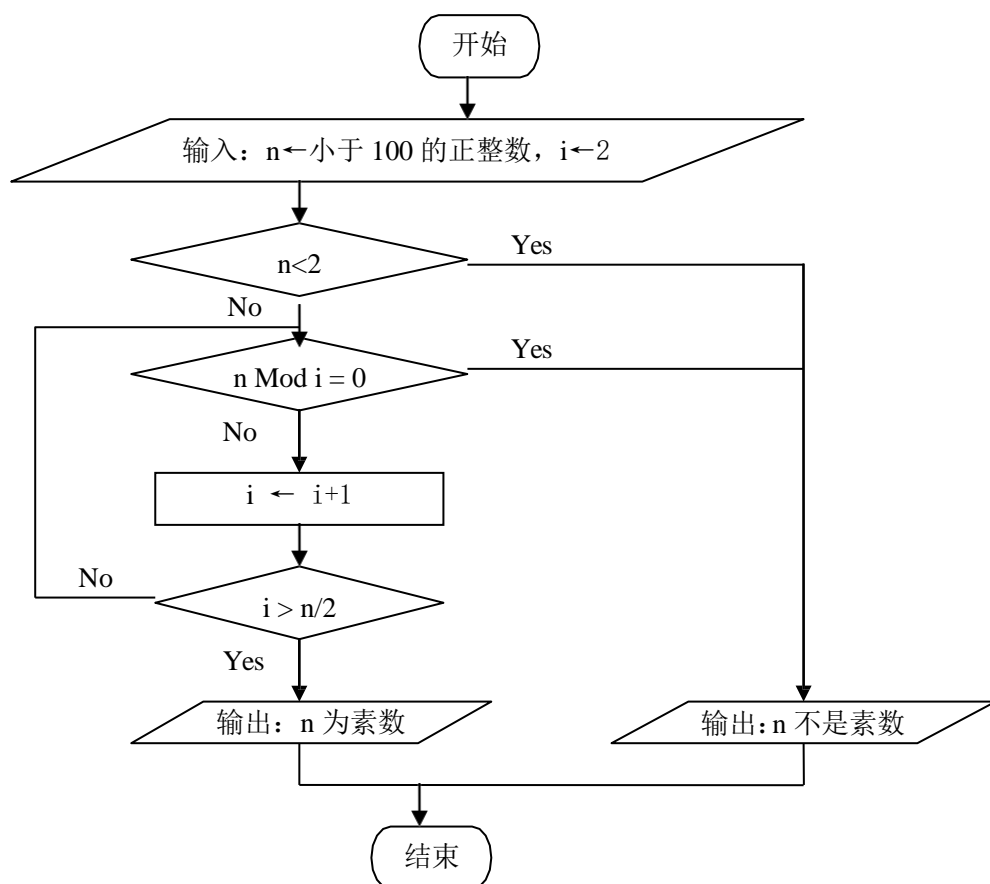 开始
输入：n←小于 100 的正整数，i←2
n<2
Yes
No
n Mod i = 0
Yes
No
i ← i+1
No
i > n/2
Yes
输出：n 为素数
输出：n 不是素数
结束